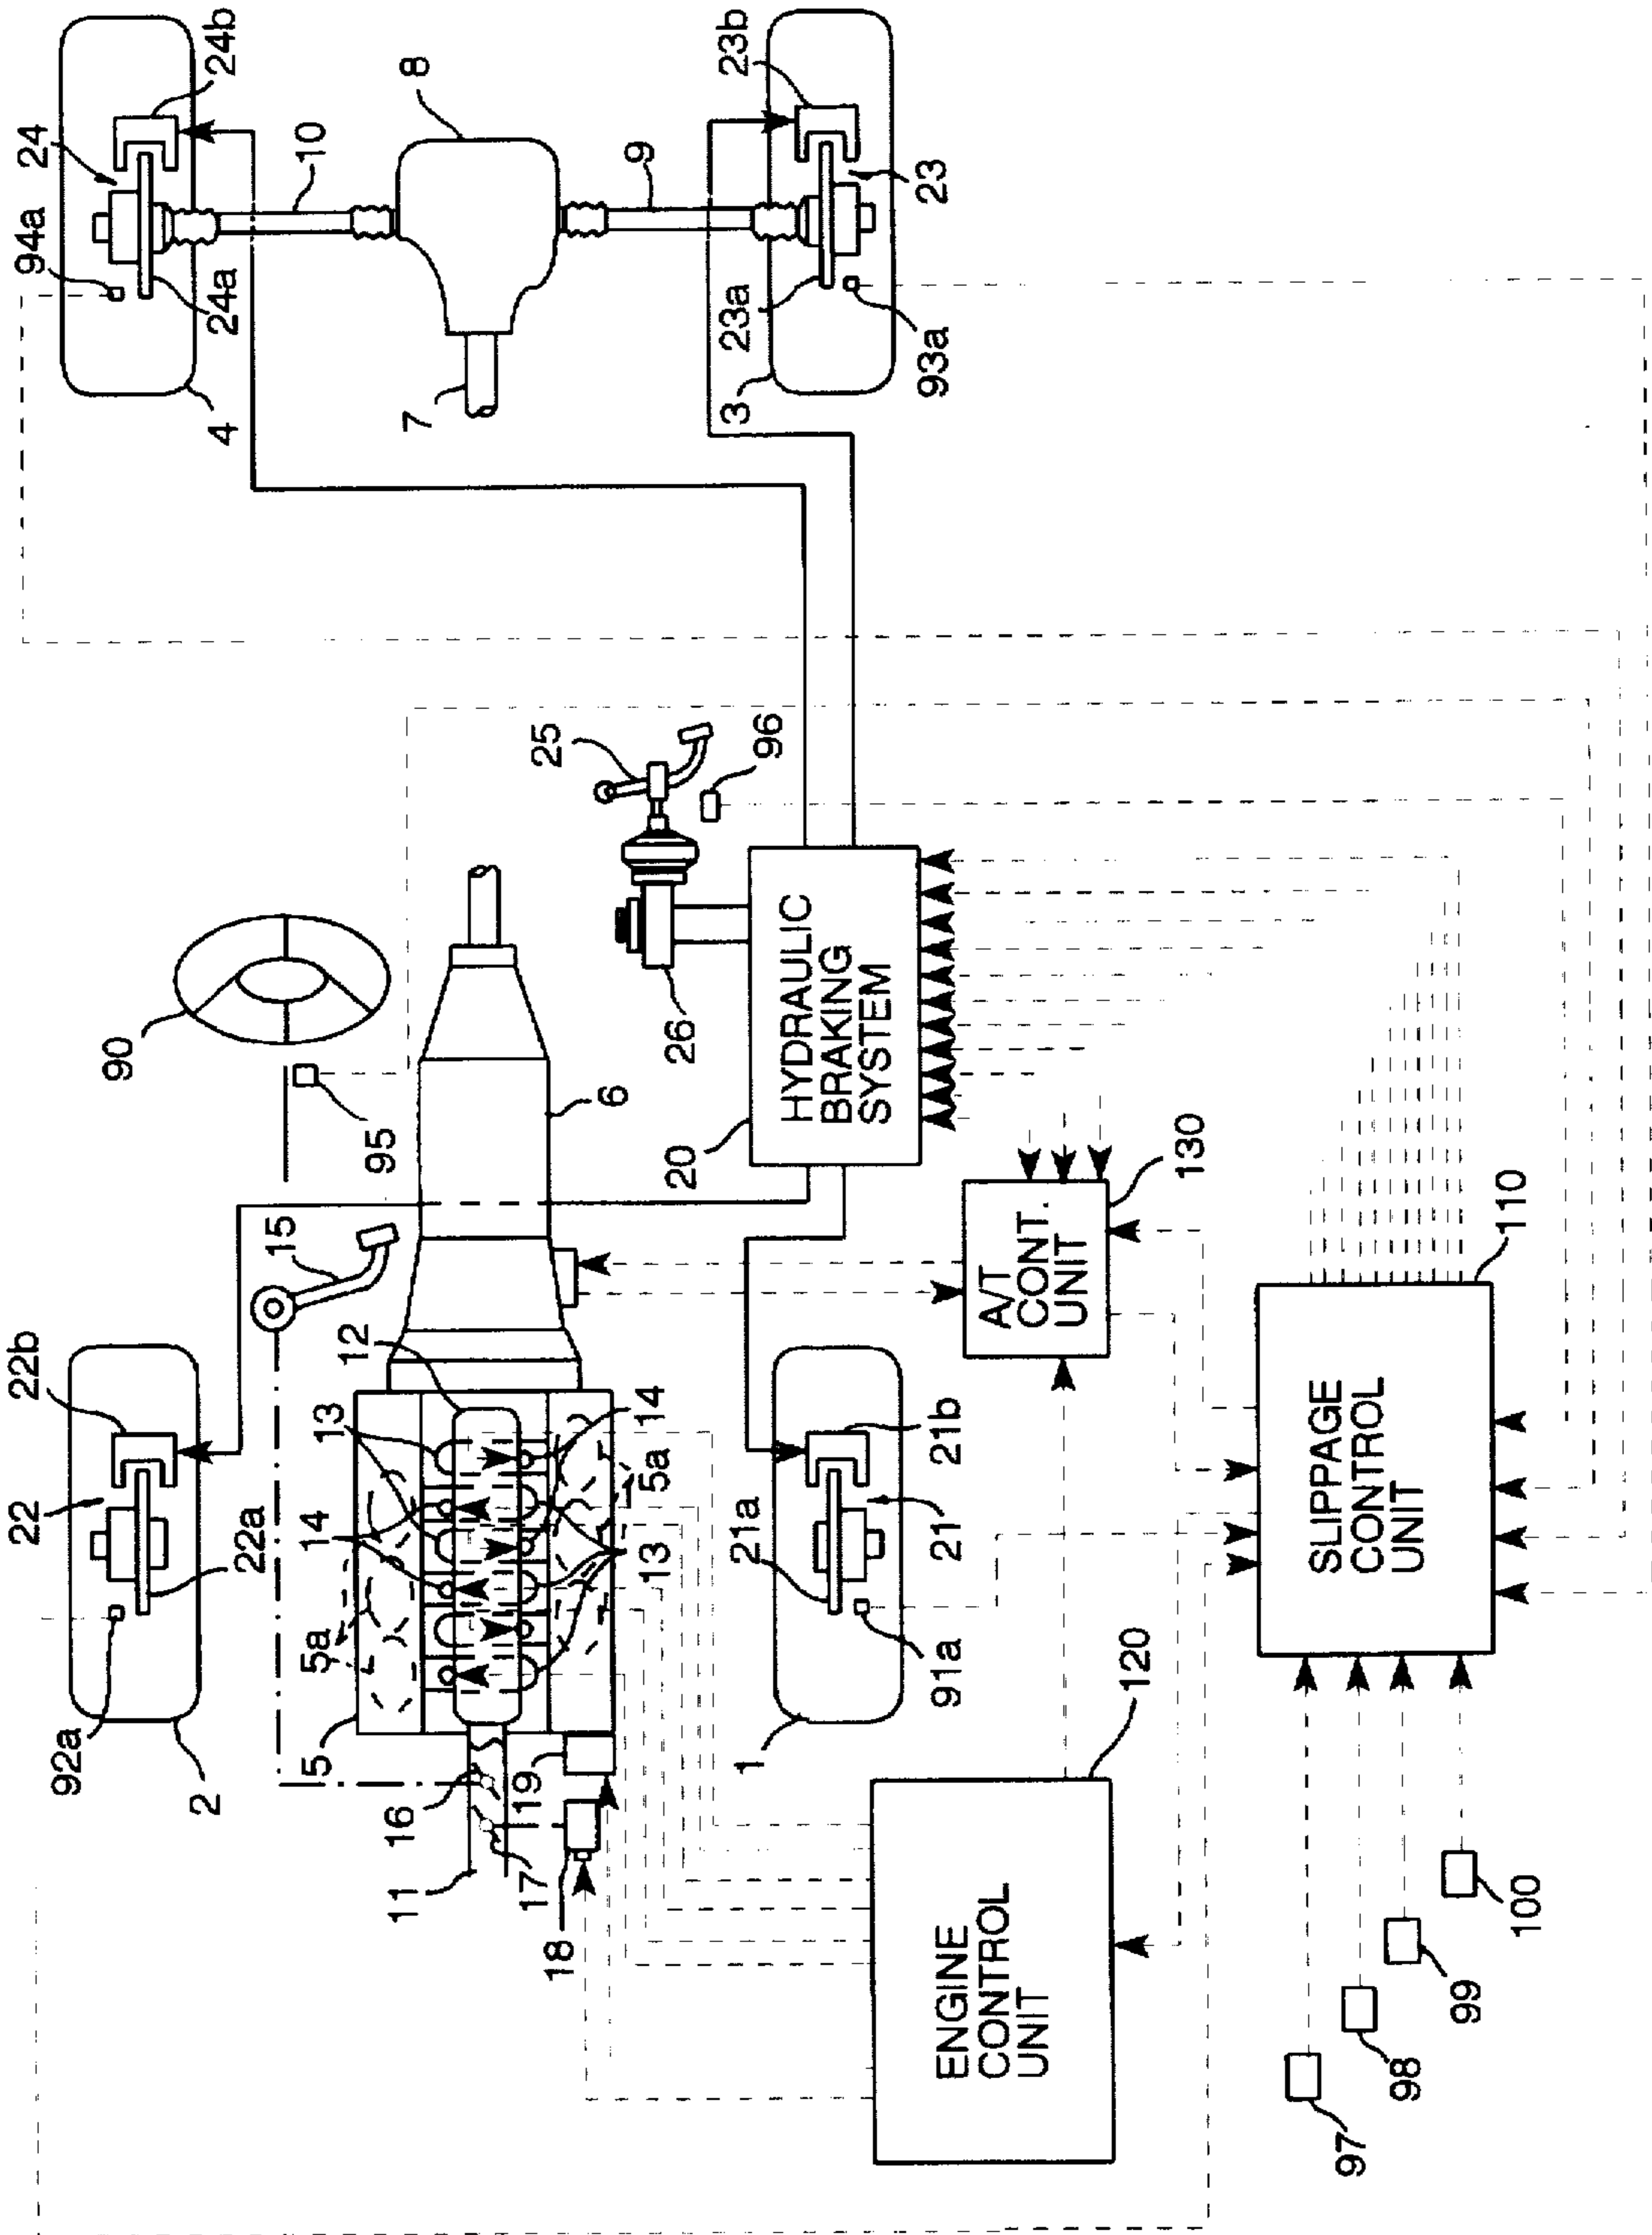 24
24b
94a
24a
4
10
8
7
9
23b
23
23a
3
93a
90
95
25
96
26
6
20
HYDRAULIC
BRAKING
SYSTEM
15
22b
22
22a
92a
2
12
13
14
14
13
5a
5a
5
16
19
11
17
18
21b
21
21a
91a
1
A/T
CONT.
UNIT
130
SLIPPAGE
CONTROL
UNIT
110
ENGINE
CONTROL
UNIT
120
97
98
99
100